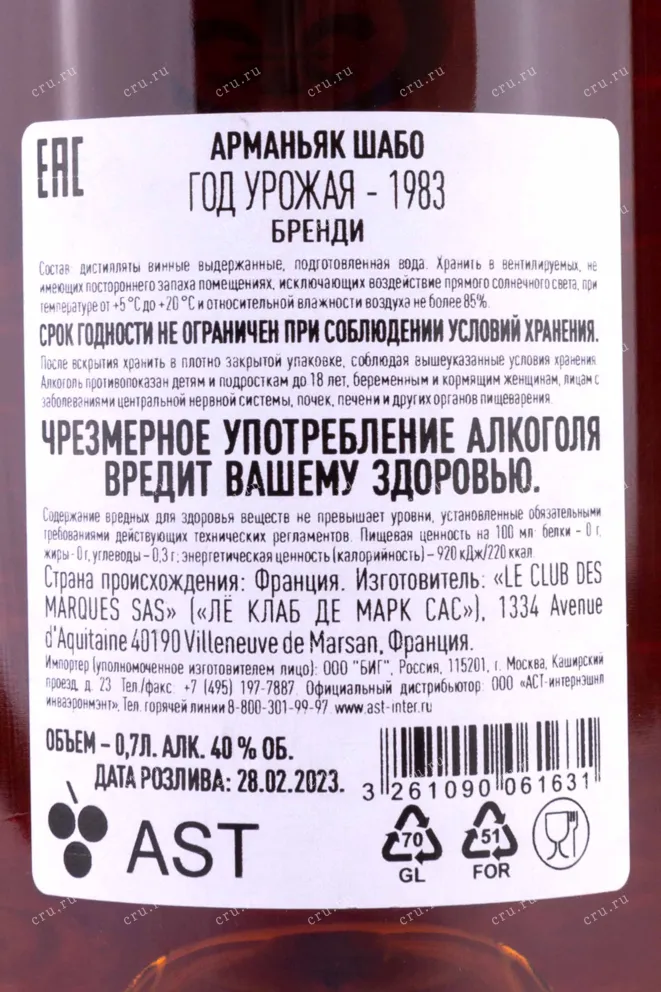 EAC
АРМАНЬЯК ШАБО
ГОД УРОЖАЯ - 1983
БРЕНДИ
Состав: дистилляты винные выдержанные, подготовленная вода. Хранить в вентилируемых, не
имеющих постороннего запаха помещениях, исключающих воздействие прямого солнечного света, при
температуре от +5 °С до +20 °С и относительной влажности воздуха не более 85%.
СРОК ГОДНОСТИ НЕ ОГРАНИЧЕН ПРИ СОБЛЮДЕНИИ УСЛОВИЙ ХРАНЕНИЯ.
После вскрытия хранить в плотно закрытой упаковке, соблюдая вышеуказанные условия хранения.
Алкоголь противопоказан детям и подросткам до 18 лет, беременным и кормящим женщинам, лицам с
заболеваниями центральной нервной системы, почек, печени и других органов пищеварения.
ЧРЕЗМЕРНОЕ УПОТРЕБЛЕНИЕ АЛКОГОЛЯ
ВРЕДИТ ВАШЕМУ ЗДОРОВЬЮ.
Содержание вредных для здоровья веществ не превышает уровни, установленные обязательными
требованиями действующих технических регламентов. Пищевая ценность на 100 мл: белки – 0 г,
жиры - 0 г, углеводы – 0,3 г; энергетическая ценность (калорийность) – 920 кДж/220 ккал.
Страна происхождения: Франция. Изготовитель: «LE CLUB DES
MARQUES SAS» («ЛЁ КЛАБ ДЕ МАРК САС»), 1334 Avenue
d'Aquitaine 40190 Villeneuve de Marsan, Франция.
Импортер (уполномоченное изготовителем лицо): ООО "БИГ", Россия, 115201, г. Москва, Каширский
проезд, д. 23 Тел./факс: +7 (495) 197-7887. Официальный дистрибьютор: ООО «АСТ-интернэшнл
инваэронмэнт», Тел. горячей линии 8-800-301-99-97. www.ast-inter.ru
ОБЪЕМ – 0,7Л. АЛК. 40 % ОБ.
ДАТА РОЗЛИВА: 28.02.2023.
3 261090 061631
AST
70
GL
51
FOR
cru.ru